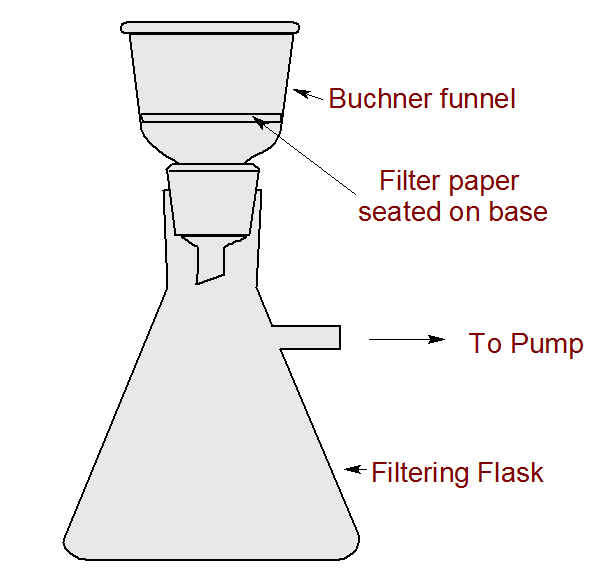 Buchner funnel
Filter paper
seated on base
To Pump
Filtering Flask